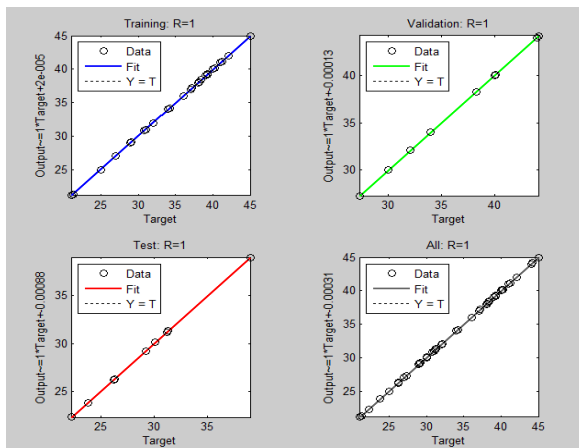 Training: R=1
Output~=1*Target+2e-005
45
40
35
30
25
Data
Fit
Y = T
25 30 35 40 45
Target
Validation: R=1
Output~=1*Target+-0.00013
40
35
30
Data
Fit
Y = T
30 35 40
Target
Test: R=1
Output~=1*Target+0.00088
35
30
25
Data
Fit
Y = T
25 30 35
Target
All: R=1
Output~=1*Target+0.00031
45
40
35
30
25
Data
Fit
Y = T
25 30 35 40 45
Target